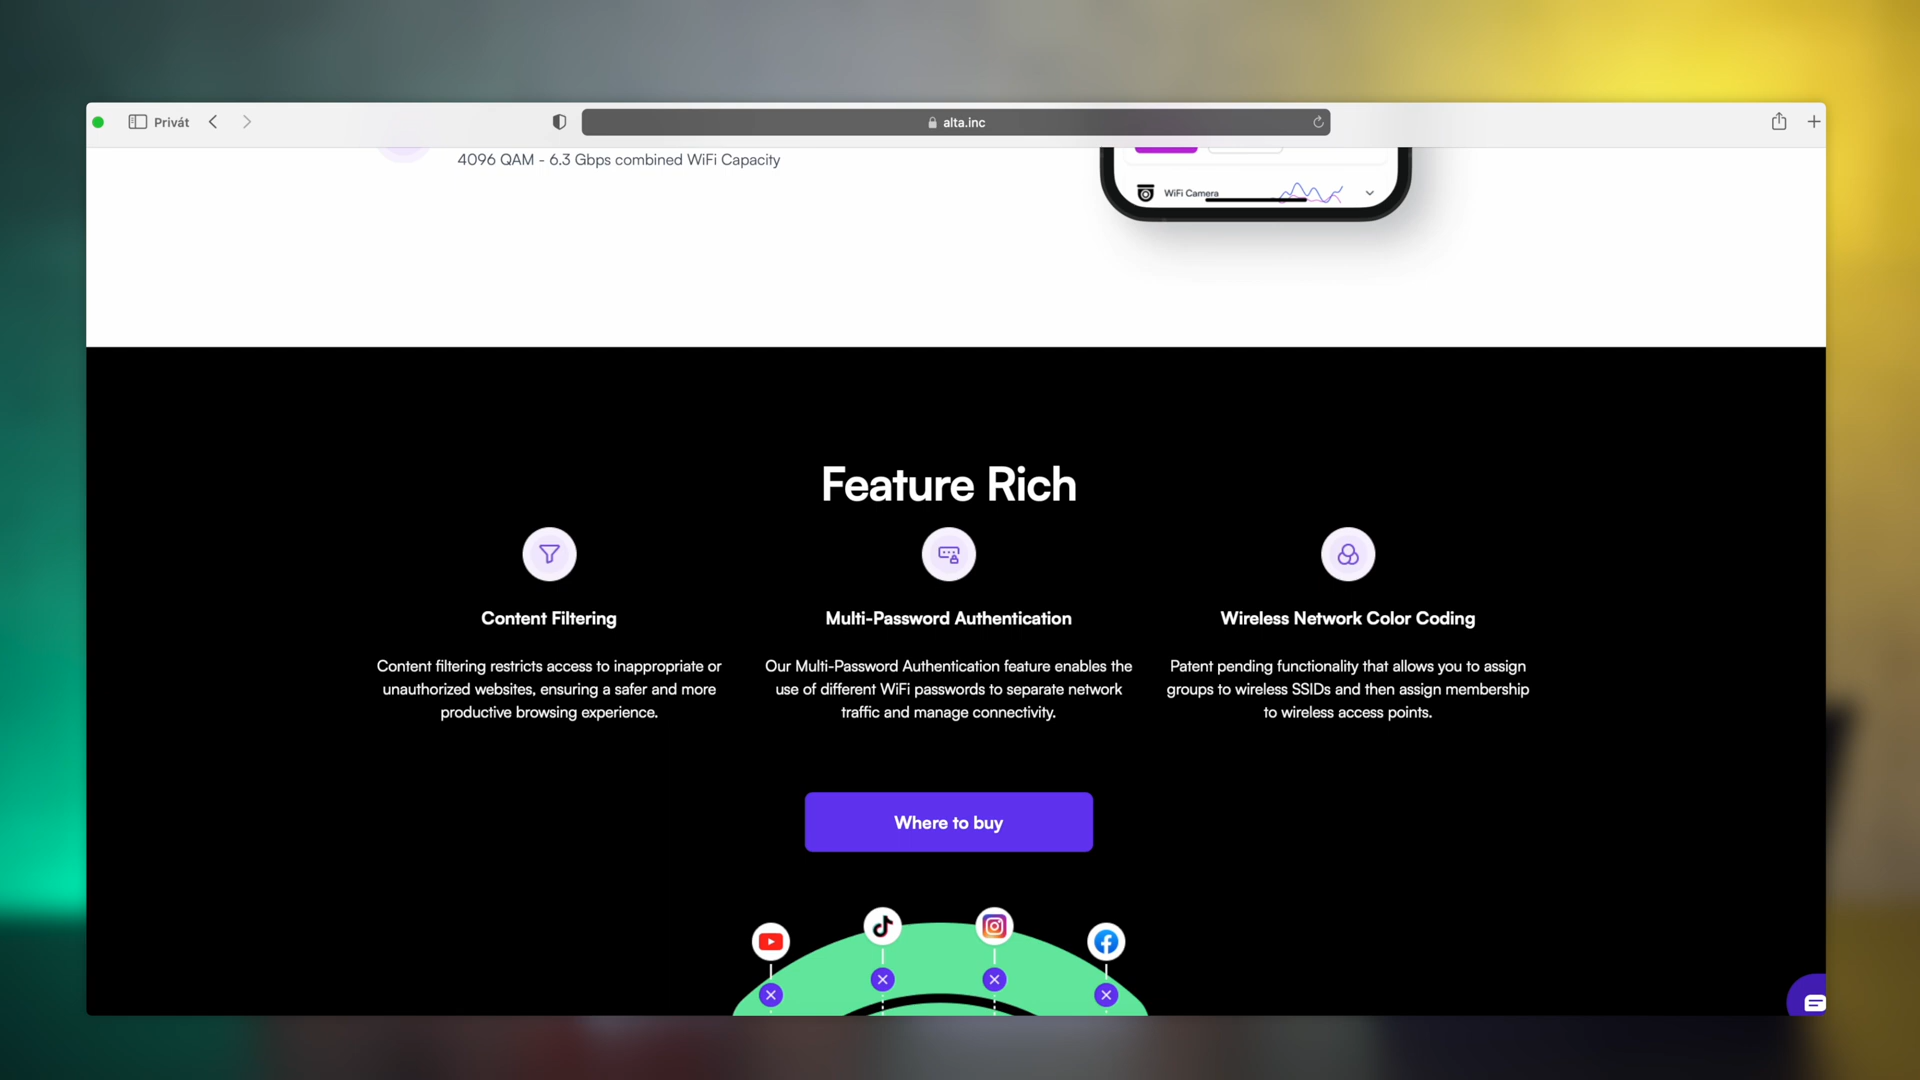 Privát
alta.inc
4096 QAM - 6.3 Gbps combined WiFi Capacity
WiFi Camera
Feature Rich
Content Filtering
Content filtering restricts access to inappropriate or
unauthorized websites, ensuring a safer and more
productive browsing experience.
Multi-Password Authentication
Our Multi-Password Authentication feature enables the
use of different WiFi passwords to separate network
traffic and manage connectivity.
Wireless Network Color Coding
Patent pending functionality that allows you to assign
groups to wireless SSIDs and then assign membership
to wireless access points.
Where to buy